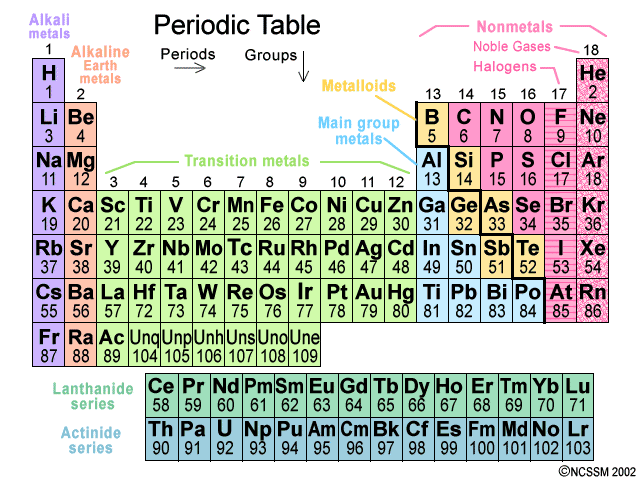 Periodic Table
Periods
Groups
Alkali
metals
1
Alkaline
Earth
metals
2
Nonmetals
Noble Gases 18
Halogens
Metalloids
Main group
metals
Transition metals
13 14 15 16 17
3 4 5 6 7 8 9 10 11 12
H He
1 2
Li Be B C N O F Ne
3 4 5 6 7 8 9 10
Na Mg Al Si P S Cl Ar
11 12 13 14 15 16 17 18
K Ca Sc Ti V Cr Mn Fe Co Ni Cu Zn Ga Ge As Se Br Kr
19 20 21 22 23 24 25 26 27 28 29 30 31 32 33 34 35 36
Rb Sr Y Zr Nb Mo Tc Ru Rh Pd Ag Cd In Sn Sb Te I Xe
37 38 39 40 41 42 43 44 45 46 47 48 49 50 51 52 53 54
Cs Ba La Hf Ta W Re Os Ir Pt Au Hg Ti Pb Bi Po At Rn
55 56 57 72 73 74 75 76 77 78 79 80 81 82 83 84 85 86
Fr Ra Ac Unq Unp Unh Uns Uno Une
87 88 89 104 105 106 107 108 109
Lanthanide
series
Ce Pr Nd Pm Sm Eu Gd Tb Dy Ho Er Tm Yb Lu
58 59 60 61 62 63 64 65 66 67 68 69 70 71
Actinide
series
Th Pa U Np Pu Am Cm Bk Cf Es Fm Md No Lr
90 91 92 93 94 95 96 97 98 99 100 101 102 103
©NCSSM 2002